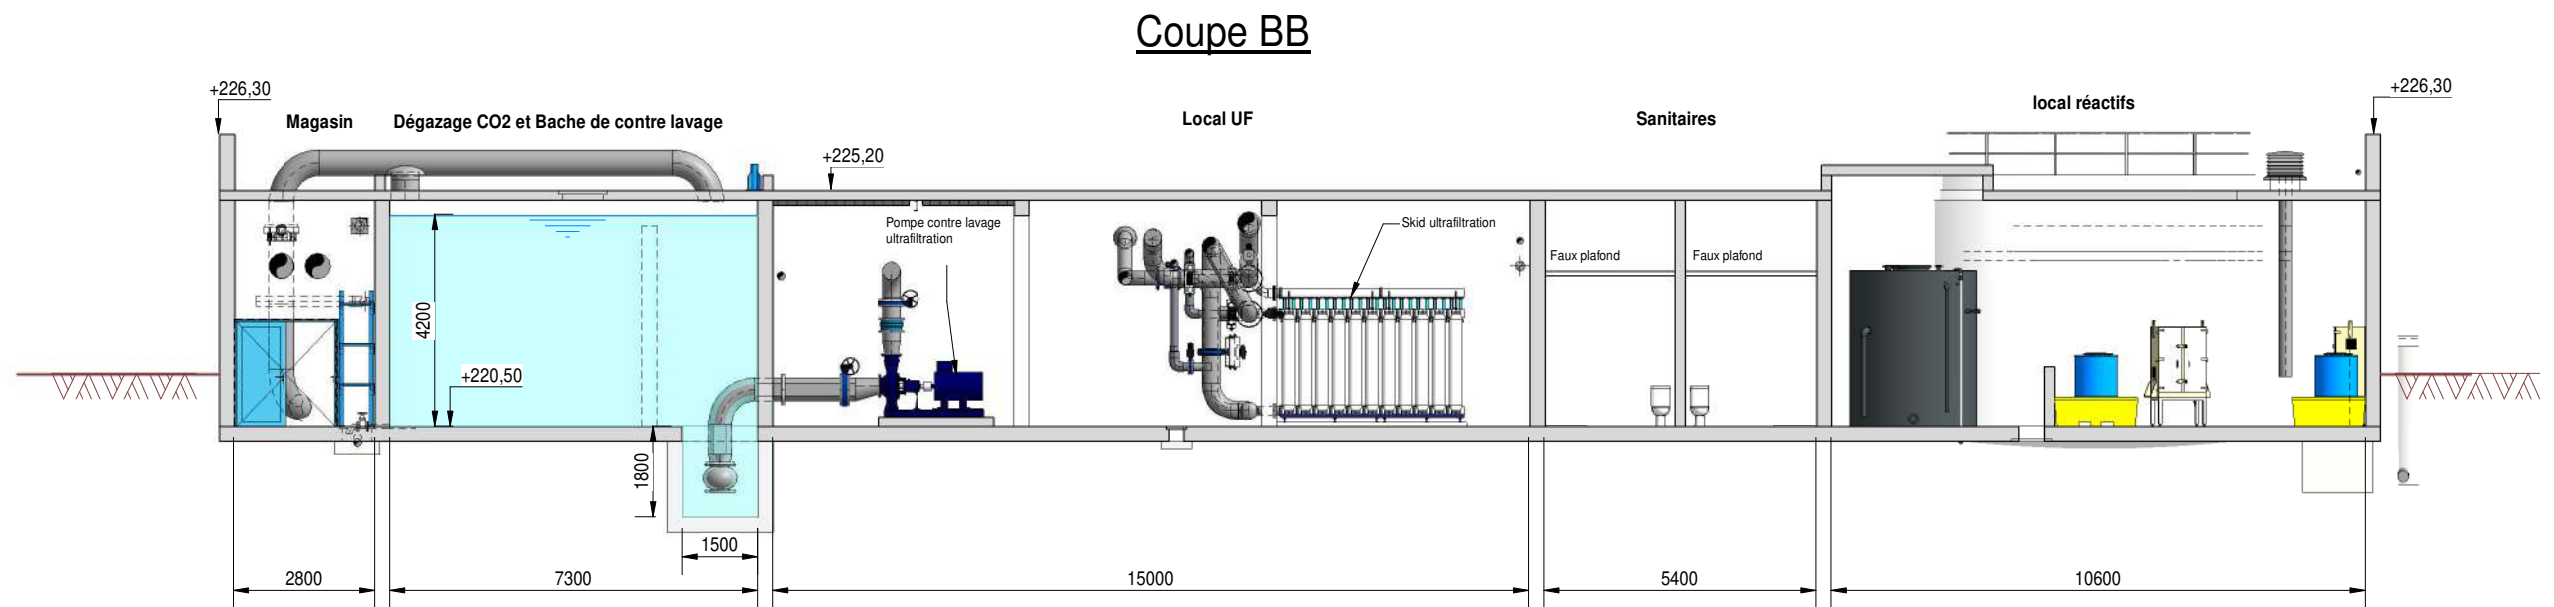 Coupe BB
+226,30
Magasin
Dégazage CO2 et Bache de contre lavage
Local UF
Sanitaires
local réactifs
+226,30
+225,20
Pompe contre lavage
ultrafiltration
Skid ultrafiltration
Faux plafond
Faux plafond
4200
+220,50
1800
1500
2800
7300
15000
5400
10600